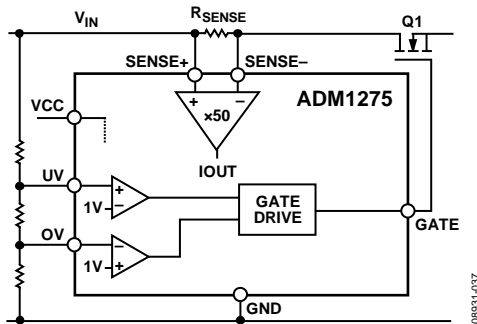 VIN
RSENSE
Q1
SENSE+
SENSE–
ADM1275
+
–
×50
VCC
IOUT
UV
+
1V
–
GATE
DRIVE
GATE
OV
–
1V
+
GND
08931-037